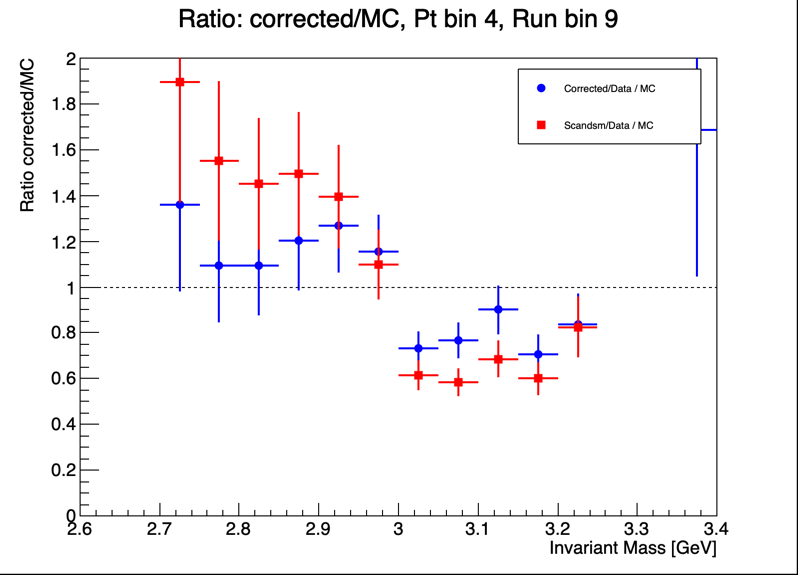 Ratio: corrected/MC, Pt bin 4, Run bin 9
Ratio corrected/MC
2
1.8
1.6
1.4
1.2
1
0.8
0.6
0.4
0.2
0
Corrected/Data / MC
Scandsm/Data / MC
2.6 2.7 2.8 2.9 3 3.1 3.2 3.3 3.4
Invariant Mass [GeV]